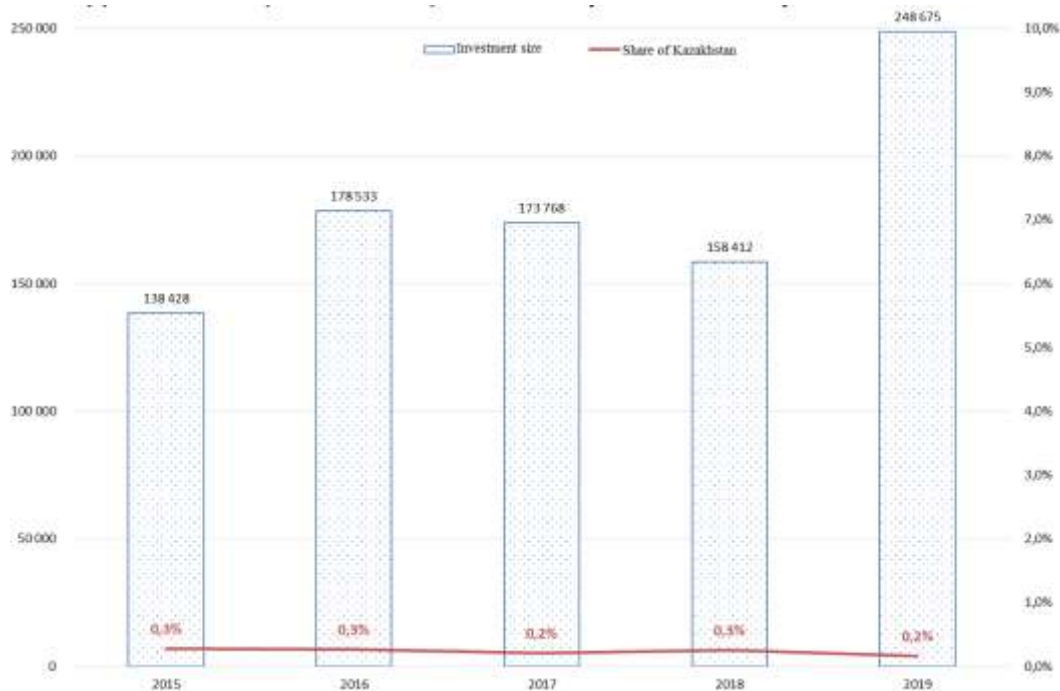 248 675
250 000 10,0%
Investment size Share of Kazakhstan
9,0%
200 000 8,0%
178 533
173 768
7,0%
158 412
150 000 6,0%
138 428
5,0%
100 000 4,0%
3,0%
50 000 2,0%
1,0%
0,3% 0,3% 0,2% 0,3% 0,2%
0 0,0%
2015 2016 2017 2018 2019